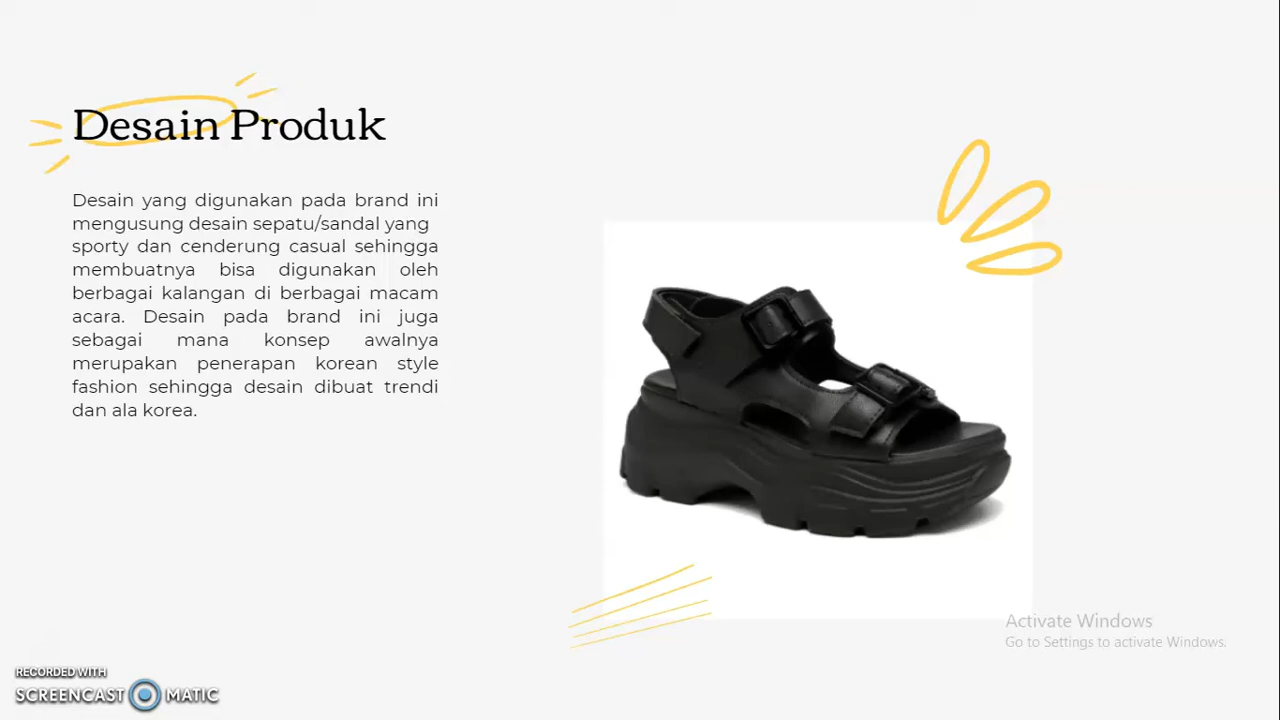 Desain Produk
Desain yang digunakan pada brand ini
mengusung desain sepatu/sandal yang
sporty dan cenderung casual sehingga
membuatnya bisa digunakan oleh
berbagai kalangan di berbagai macam
acara. Desain pada brand ini juga
sebagai mana konsep awalnya
merupakan penerapan korean style
fashion sehingga desain dibuat trendi
dan ala korea.
Activate Windows
Go to Settings to activate Windows.
RECORDED WITH
SCREENCAST MATIC